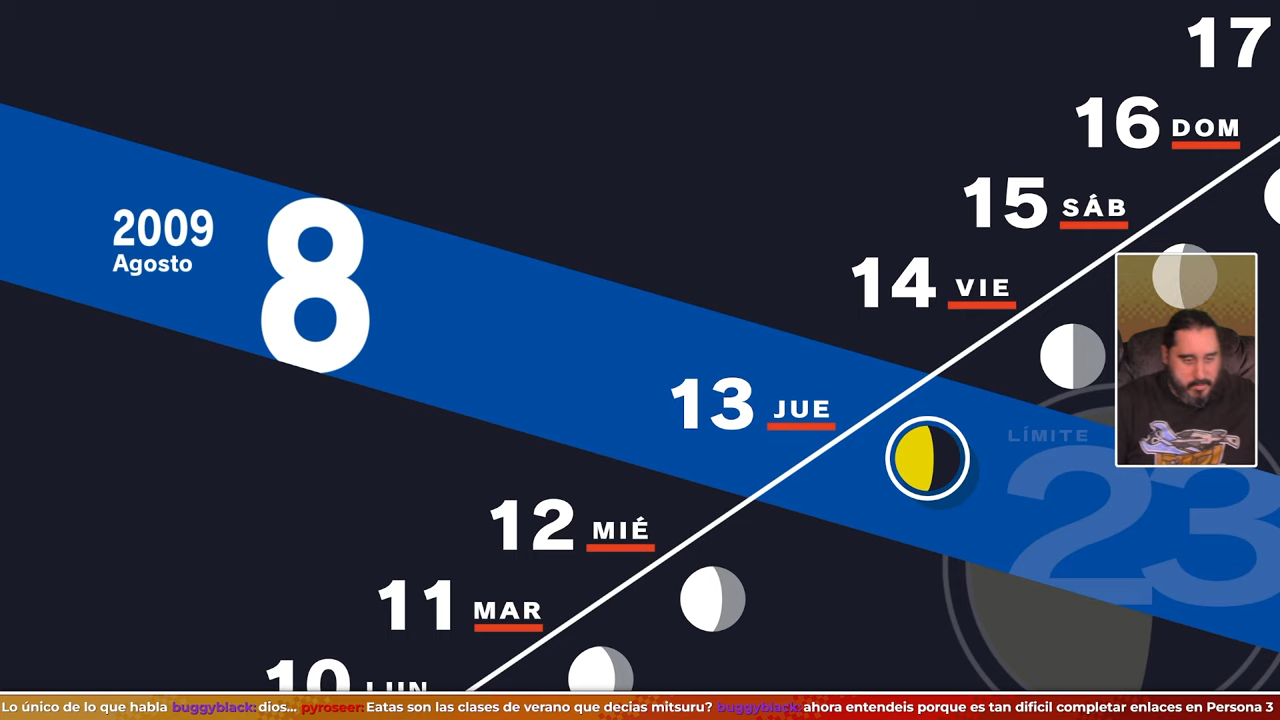 17
16 DOM
15 SÁB
14 VIE
2009
Agosto
8
13 JUE
LÍMITE
23
12 MIÉ
11 MAR
10 LUN
Lo único de lo que habla buggyblack: dios... pyroseer: Eatas son las clases de verano que decias mitsuru? buggyblack: ahora entendeis porque es tan dificil completar enlaces en Persona 3